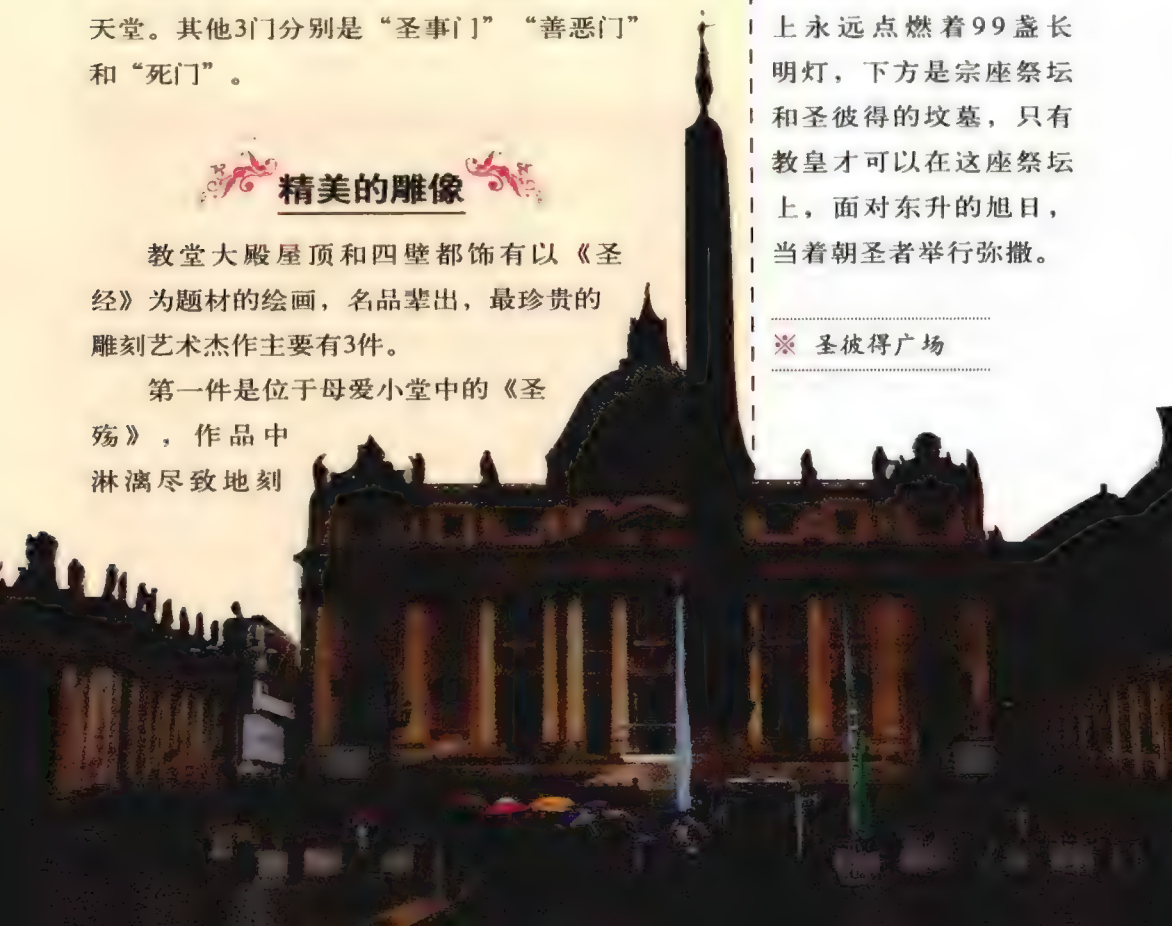 天堂。其他3门分别是“圣事门”“善恶门”
和“死门”。
精美的雕像
教堂大殿屋顶和四壁都饰有以《圣
经》为题材的绘画，名品辈出，最珍贵的
雕刻艺术杰作主要有3件。
第一件是位于母爱小堂中的《圣
殇》，作品中
淋漓尽致地刻
上永远点燃着99盏长
明灯，下方是宗座祭坛
和圣彼得的坟墓，只有
教皇才可以在这座祭坛
上，面对东升的旭日，
当着朝圣者举行弥撒。
※ 圣彼得广场